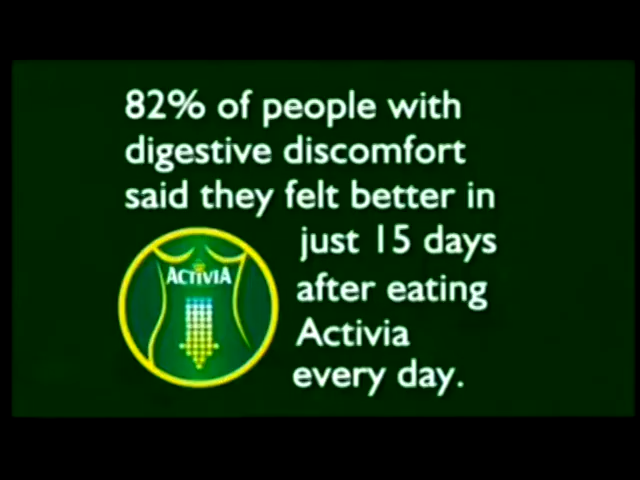 82% of people with
digestive discomfort
said they felt better in
just 15 days
after eating
Activia
every day.
ACTIVIA